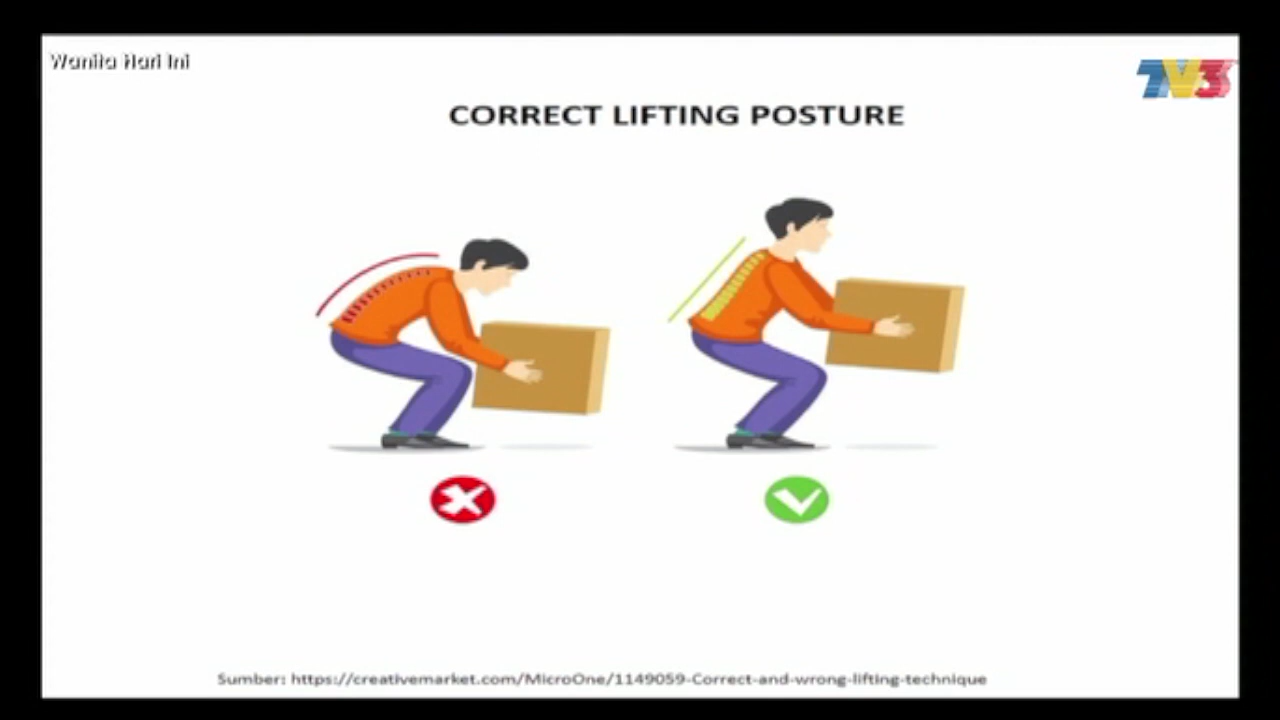 Wanita Hari Ini
TV3
CORRECT LIFTING POSTURE
Sumber: https://creativemarket.com/MicroOne/1149059-Correct-and-wrong-lifting-technique